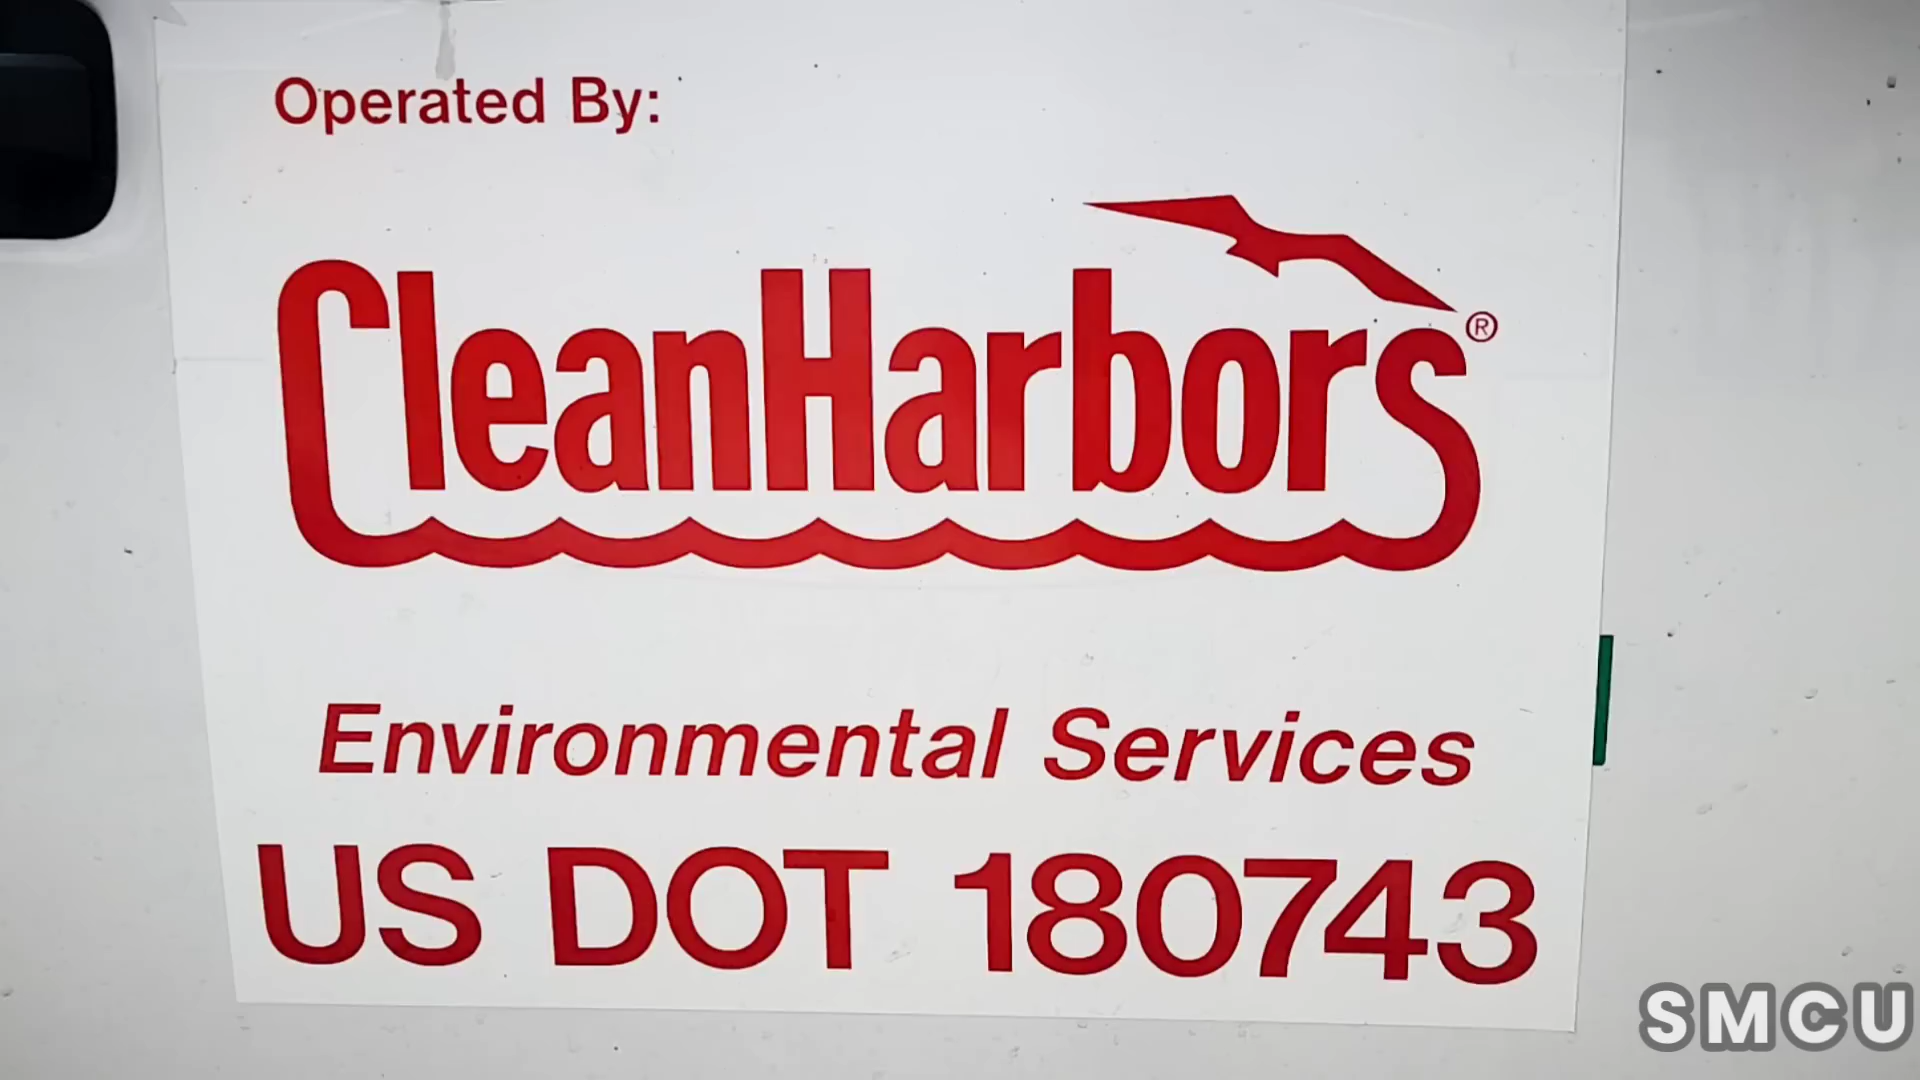 Operated By:
CleanHarbors®
Environmental Services
US DOT 180743
SMCU